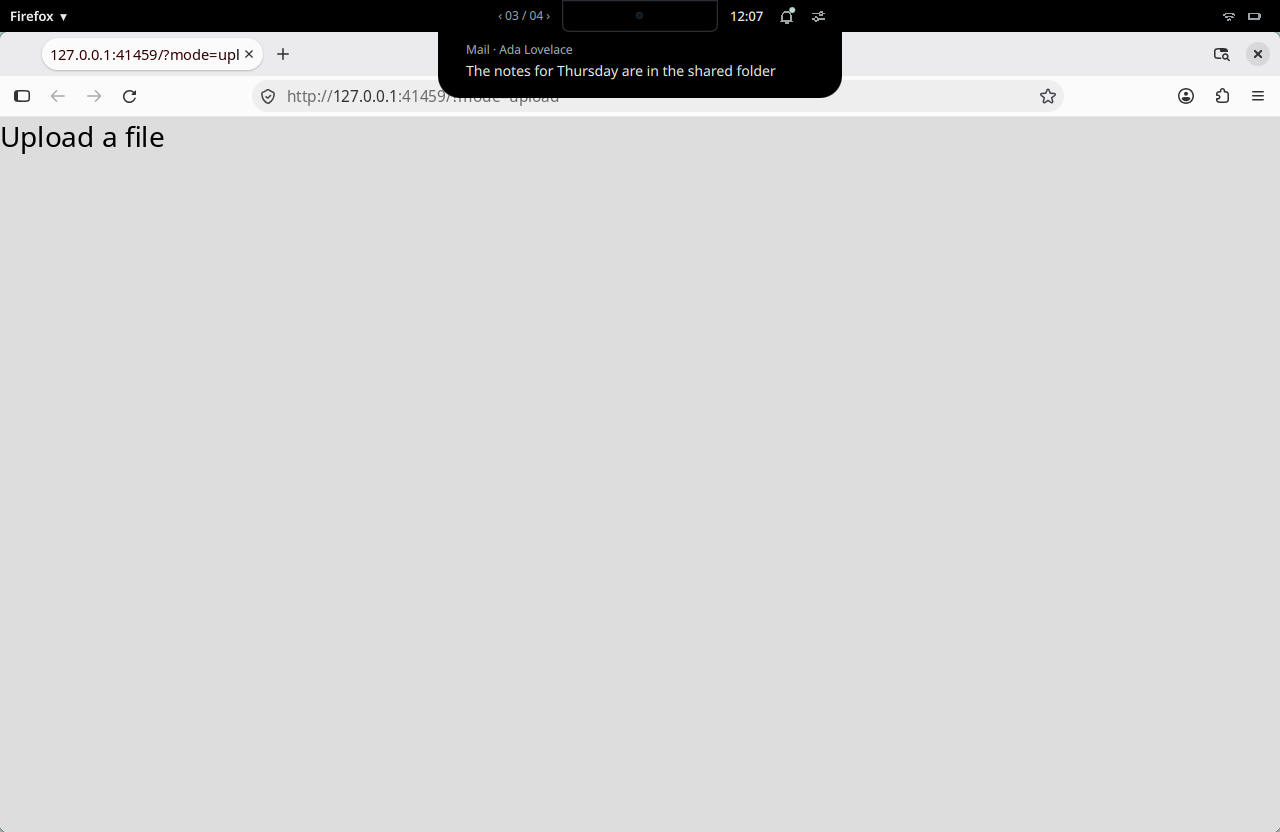 Firefox ▾
‹ 03 / 04 ›
12:07
Mail · Ada Lovelace
The notes for Thursday are in the shared folder
127.0.0.1:41459/?mode=upl
http://127.0.0.1:41459/?mode=upload
Upload a file